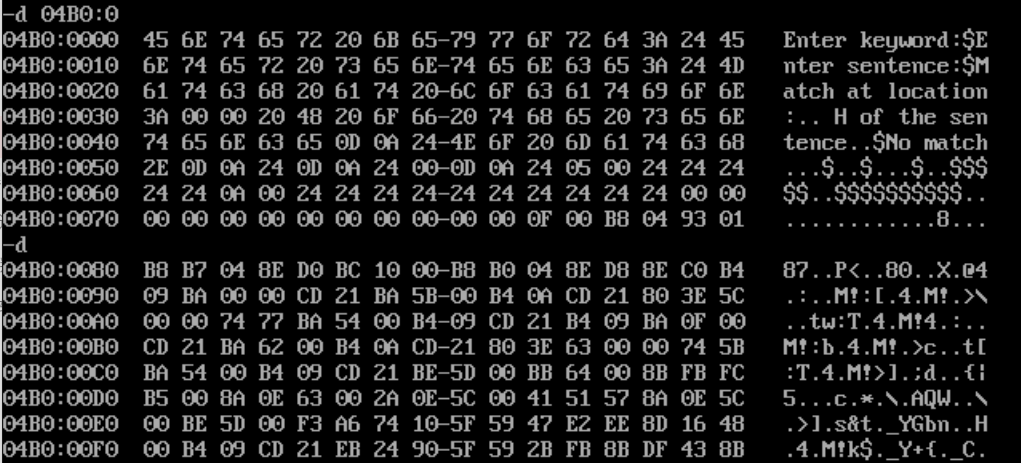 -d 04B0:0
04B0:0000 45 6E 74 65 72 20 6B 65-79 77 6F 72 64 3A 24 45 Enter keyword:$E
04B0:0010 6E 74 65 72 20 73 65 6E-74 65 6E 63 65 3A 24 4D nter sentence:$M
04B0:0020 61 74 63 68 20 61 74 20-6C 6F 63 61 74 69 6F 6E atch at location
04B0:0030 3A 00 00 20 48 20 6F 66-20 74 68 65 20 73 65 6E :.. H of the sen
04B0:0040 74 65 6E 63 65 0D 0A 24-4E 6F 20 6D 61 74 63 68 tence..$No match
04B0:0050 2E 0D 0A 24 0D 0A 24 00-0D 0A 24 05 00 24 24 24 ...$..$...$..$$$
04B0:0060 24 24 0A 00 24 24 24 24-24 24 24 24 24 24 00 00 $$..$$$$$$$$$$..
04B0:0070 00 00 00 00 00 00 00 00-00 00 0F 00 B8 04 93 01 ............8...
-d
04B0:0080 B8 B7 04 8E D0 BC 10 00-B8 B0 04 8E D8 8E C0 B4 87..P<..80..X.@4
04B0:0090 09 BA 00 00 CD 21 BA 5B-00 B4 0A CD 21 80 3E 5C .:..M!:[.4.M!.>\
04B0:00A0 00 00 74 77 BA 54 00 B4-09 CD 21 B4 09 BA 0F 00 ..tw:T.4.M!4.:..
04B0:00B0 CD 21 BA 62 00 B4 0A CD-21 80 3E 63 00 00 74 5B M!:b.4.M!.>c..t[
04B0:00C0 BA 54 00 B4 09 CD 21 BE-5D 00 BB 64 00 8B FB FC :T.4.M!>].;d..{|
04B0:00D0 B5 00 8A 0E 63 00 2A 0E-5C 00 41 51 57 8A 0E 5C 5...c.*.\.AQW..\
04B0:00E0 00 BE 5D 00 F3 A6 74 10-5F 59 47 E2 EE 8D 16 48 .>].s&t._YGbn..H
04B0:00F0 00 B4 09 CD 21 EB 24 90-5F 59 2B FB 8B DF 43 8B .4.M!k$._Y+{._C.